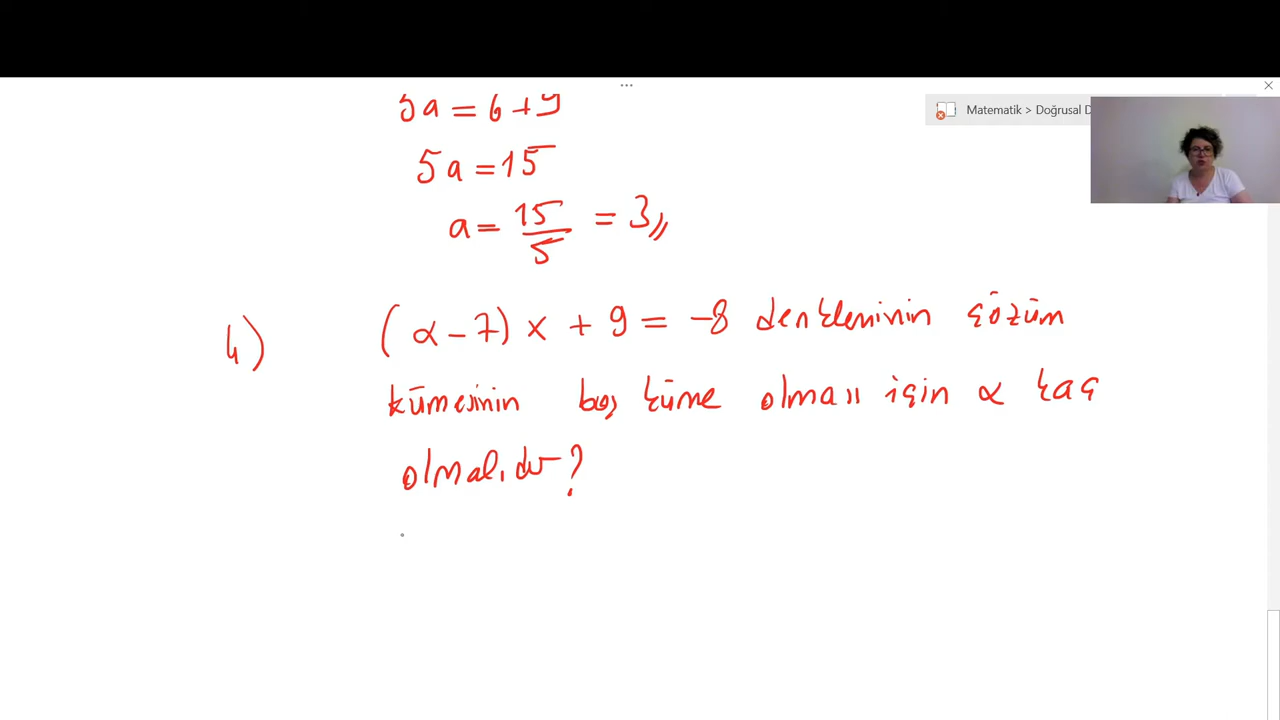 5a = 6 + 9
Matematik > Doğrusal D
5a = 15
a = 15/5 = 3,,
4) (α - 7) x + 9 = -8 denkleminin çözüm
kümesinin boş küme olması için α kaç
olmalıdır?